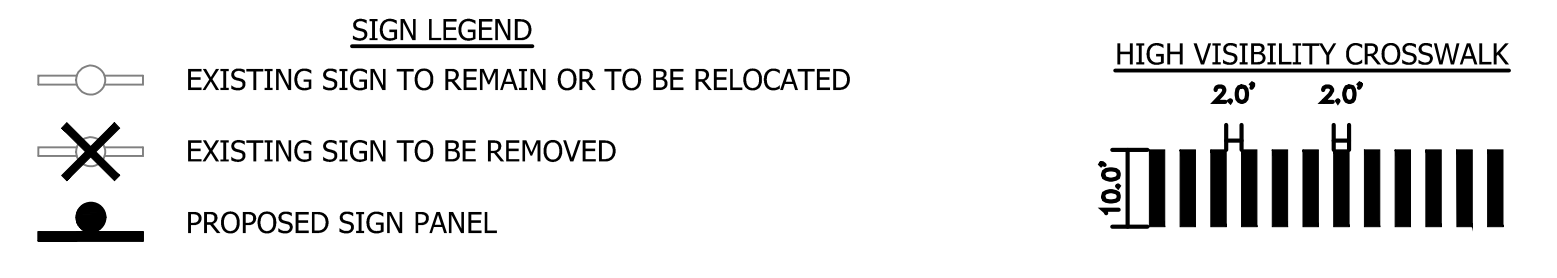 SIGN LEGEND
EXISTING SIGN TO REMAIN OR TO BE RELOCATED
EXISTING SIGN TO BE REMOVED
PROPOSED SIGN PANEL
HIGH VISIBILITY CROSSWALK
2.0' 2.0'
10.0'